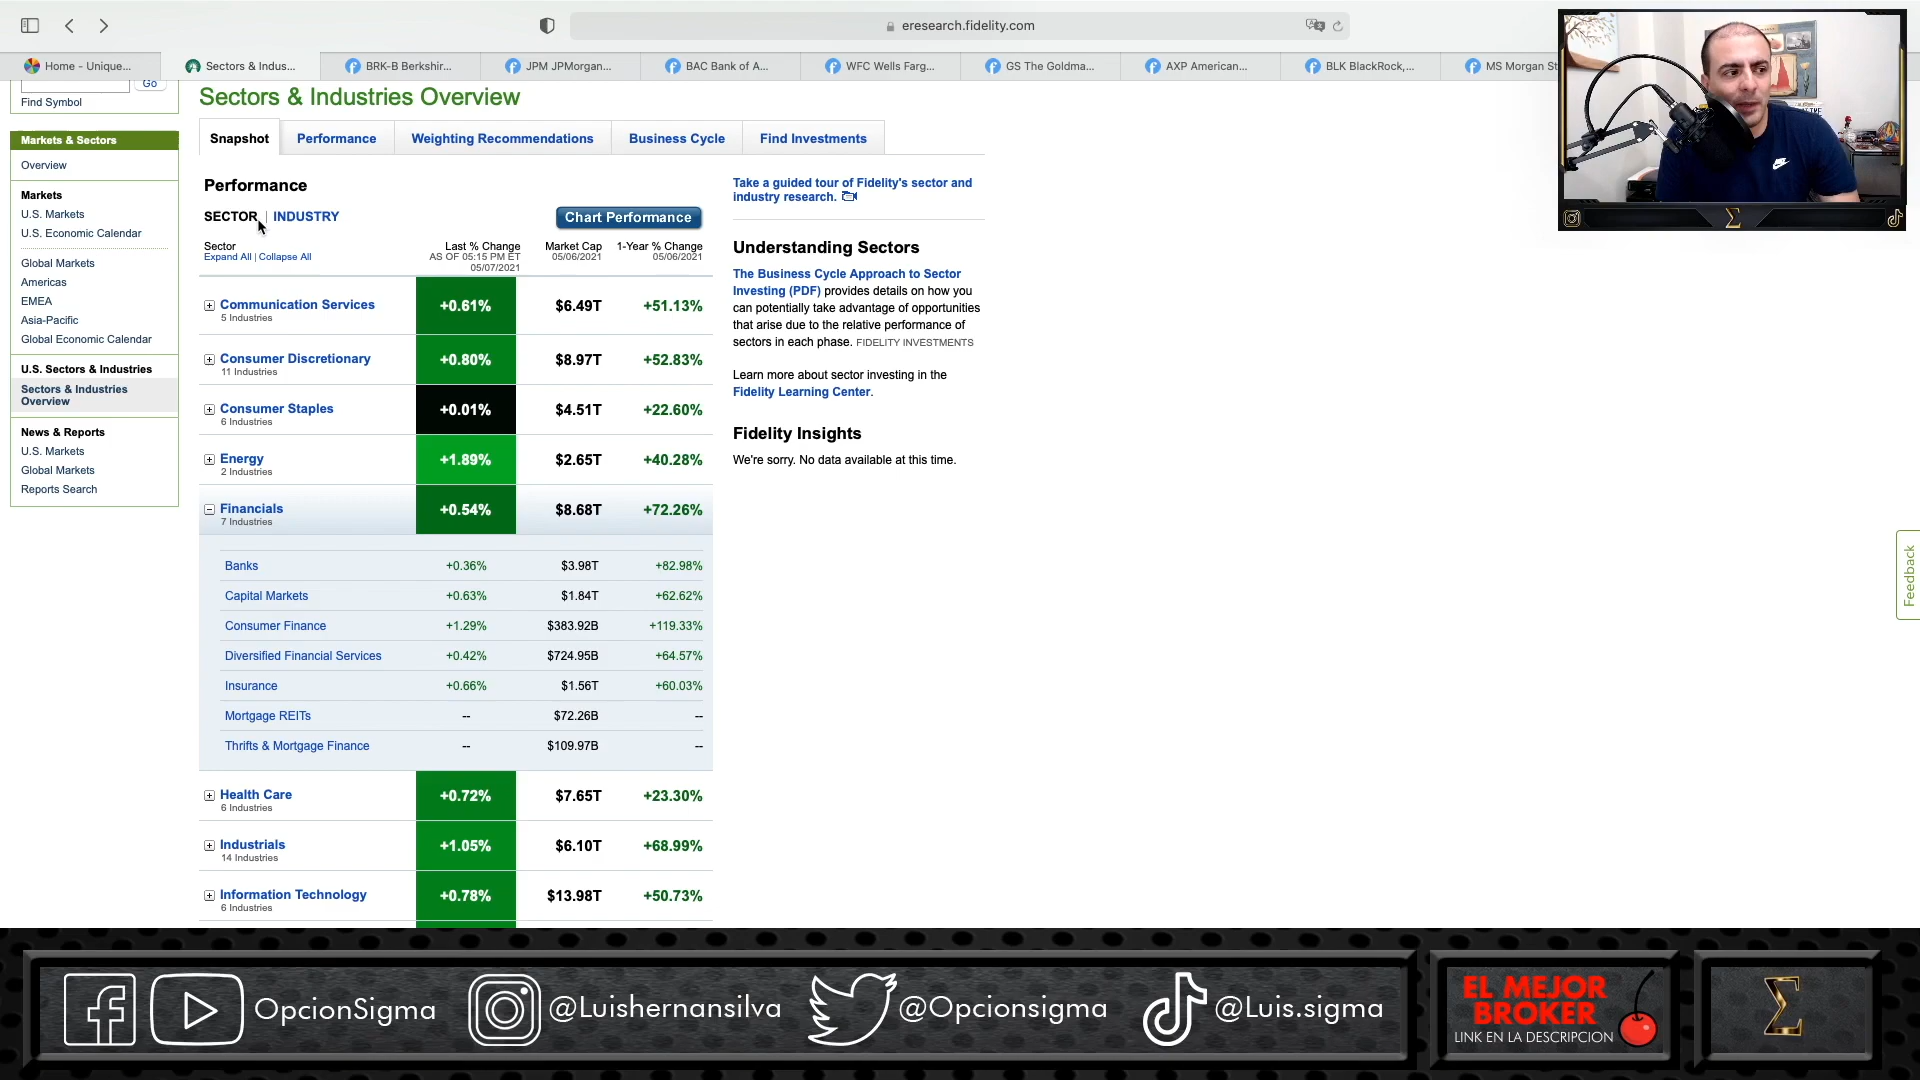 eresearch.fidelity.com
Home - Unique...
Sectors & Indus...
BRK-B Berkshir...
JPM JPMorgan...
BAC Bank of A...
WFC Wells Farg...
GS The Goldma...
AXP American...
BLK BlackRock,...
MS Morgan St
Go
Find Symbol
Markets & Sectors
Overview
Markets
U.S. Markets
U.S. Economic Calendar
Global Markets
Americas
EMEA
Asia-Pacific
Global Economic Calendar
U.S. Sectors & Industries
Sectors & Industries
Overview
News & Reports
U.S. Markets
Global Markets
Reports Search
Sectors & Industries Overview
Snapshot
Performance
Weighting Recommendations
Business Cycle
Find Investments
Performance
SECTOR | INDUSTRY
Chart Performance
Sector
Expand All | Collapse All
Last % Change
AS OF 05:15 PM ET
05/07/2021
Market Cap
05/06/2021
1-Year % Change
05/06/2021
Communication Services +0.61% $6.49T +51.13%
5 Industries
Consumer Discretionary +0.80% $8.97T +52.83%
11 Industries
Consumer Staples +0.01% $4.51T +22.60%
6 Industries
Energy +1.89% $2.65T +40.28%
2 Industries
Financials +0.54% $8.68T +72.26%
7 Industries
Banks +0.36% $3.98T +82.98%
Capital Markets +0.63% $1.84T +62.62%
Consumer Finance +1.29% $383.92B +119.33%
Diversified Financial Services +0.42% $724.95B +64.57%
Insurance +0.66% $1.56T +60.03%
Mortgage REITs -- $72.26B --
Thrifts & Mortgage Finance -- $109.97B --
Health Care +0.72% $7.65T +23.30%
6 Industries
Industrials +1.05% $6.10T +68.99%
14 Industries
Information Technology +0.78% $13.98T +50.73%
6 Industries
Take a guided tour of Fidelity's sector and
industry research.
Understanding Sectors
The Business Cycle Approach to Sector
Investing (PDF) provides details on how you
can potentially take advantage of opportunities
that arise due to the relative performance of
sectors in each phase. FIDELITY INVESTMENTS
Learn more about sector investing in the
Fidelity Learning Center.
Fidelity Insights
We're sorry. No data available at this time.
Feedback
OpcionSigma
@Luishernansilva
@Opcionsigma
@Luis.sigma
EL MEJOR
BROKER
LINK EN LA DESCRIPCION
Σ